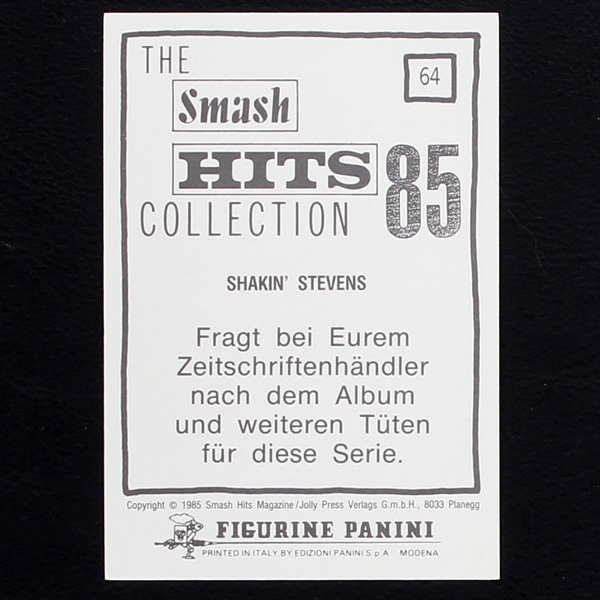 THE
64
Smash
HITS 85
COLLECTION
SHAKIN' STEVENS
Fragt bei Eurem
Zeitschriftenhändler
nach dem Album
und weiteren Tüten
für diese Serie.
Copyright © 1985 Smash Hits Magazine/Jolly Press Verlags G.m.b.H., 8033 Planegg
FIGURINE PANINI
PRINTED IN ITALY BY EDIZIONI PANINI S.p.A. MODENA